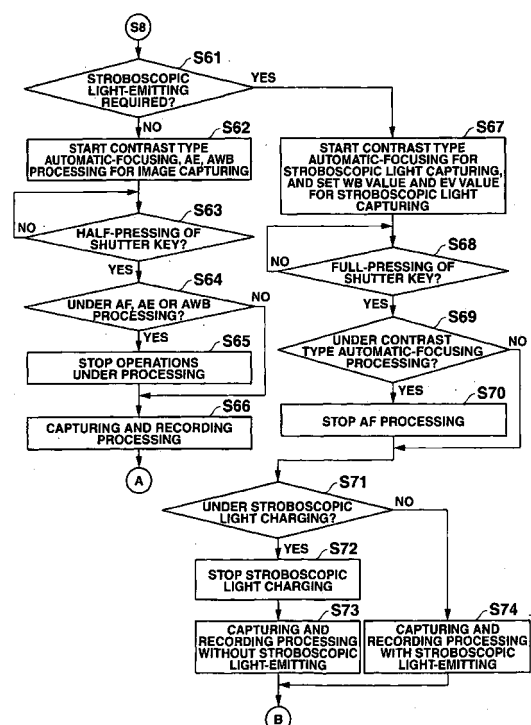 S8
S61
STROBOSCOPIC
LIGHT-EMITTING
REQUIRED?
YES
NO
S62
START CONTRAST TYPE
AUTOMATIC-FOCUSING, AE, AWB
PROCESSING FOR IMAGE CAPTURING
S63
NO
HALF-PRESSING OF
SHUTTER KEY?
YES
S64
UNDER AF, AE OR AWB
PROCESSING?
NO
YES
S65
STOP OPERATIONS
UNDER PROCESSING
S66
CAPTURING AND RECORDING
PROCESSING
A
S67
START CONTRAST TYPE
AUTOMATIC-FOCUSING FOR
STROBOSCOPIC LIGHT CAPTURING,
AND SET WB VALUE AND EV VALUE
FOR STROBOSCOPIC LIGHT
CAPTURING
S68
NO
FULL-PRESSING OF
SHUTTER KEY?
YES
S69
UNDER CONTRAST
TYPE AUTOMATIC-FOCUSING
PROCESSING?
NO
YES
S70
STOP AF PROCESSING
S71
UNDER STROBOSCOPIC
LIGHT CHARGING?
NO
YES
S72
STOP STROBOSCOPIC
LIGHT CHARGING
S73
CAPTURING AND
RECORDING PROCESSING
WITHOUT STROBOSCOPIC
LIGHT-EMITTING
S74
CAPTURING AND
RECORDING PROCESSING
WITH STROBOSCOPIC
LIGHT-EMITTING
B